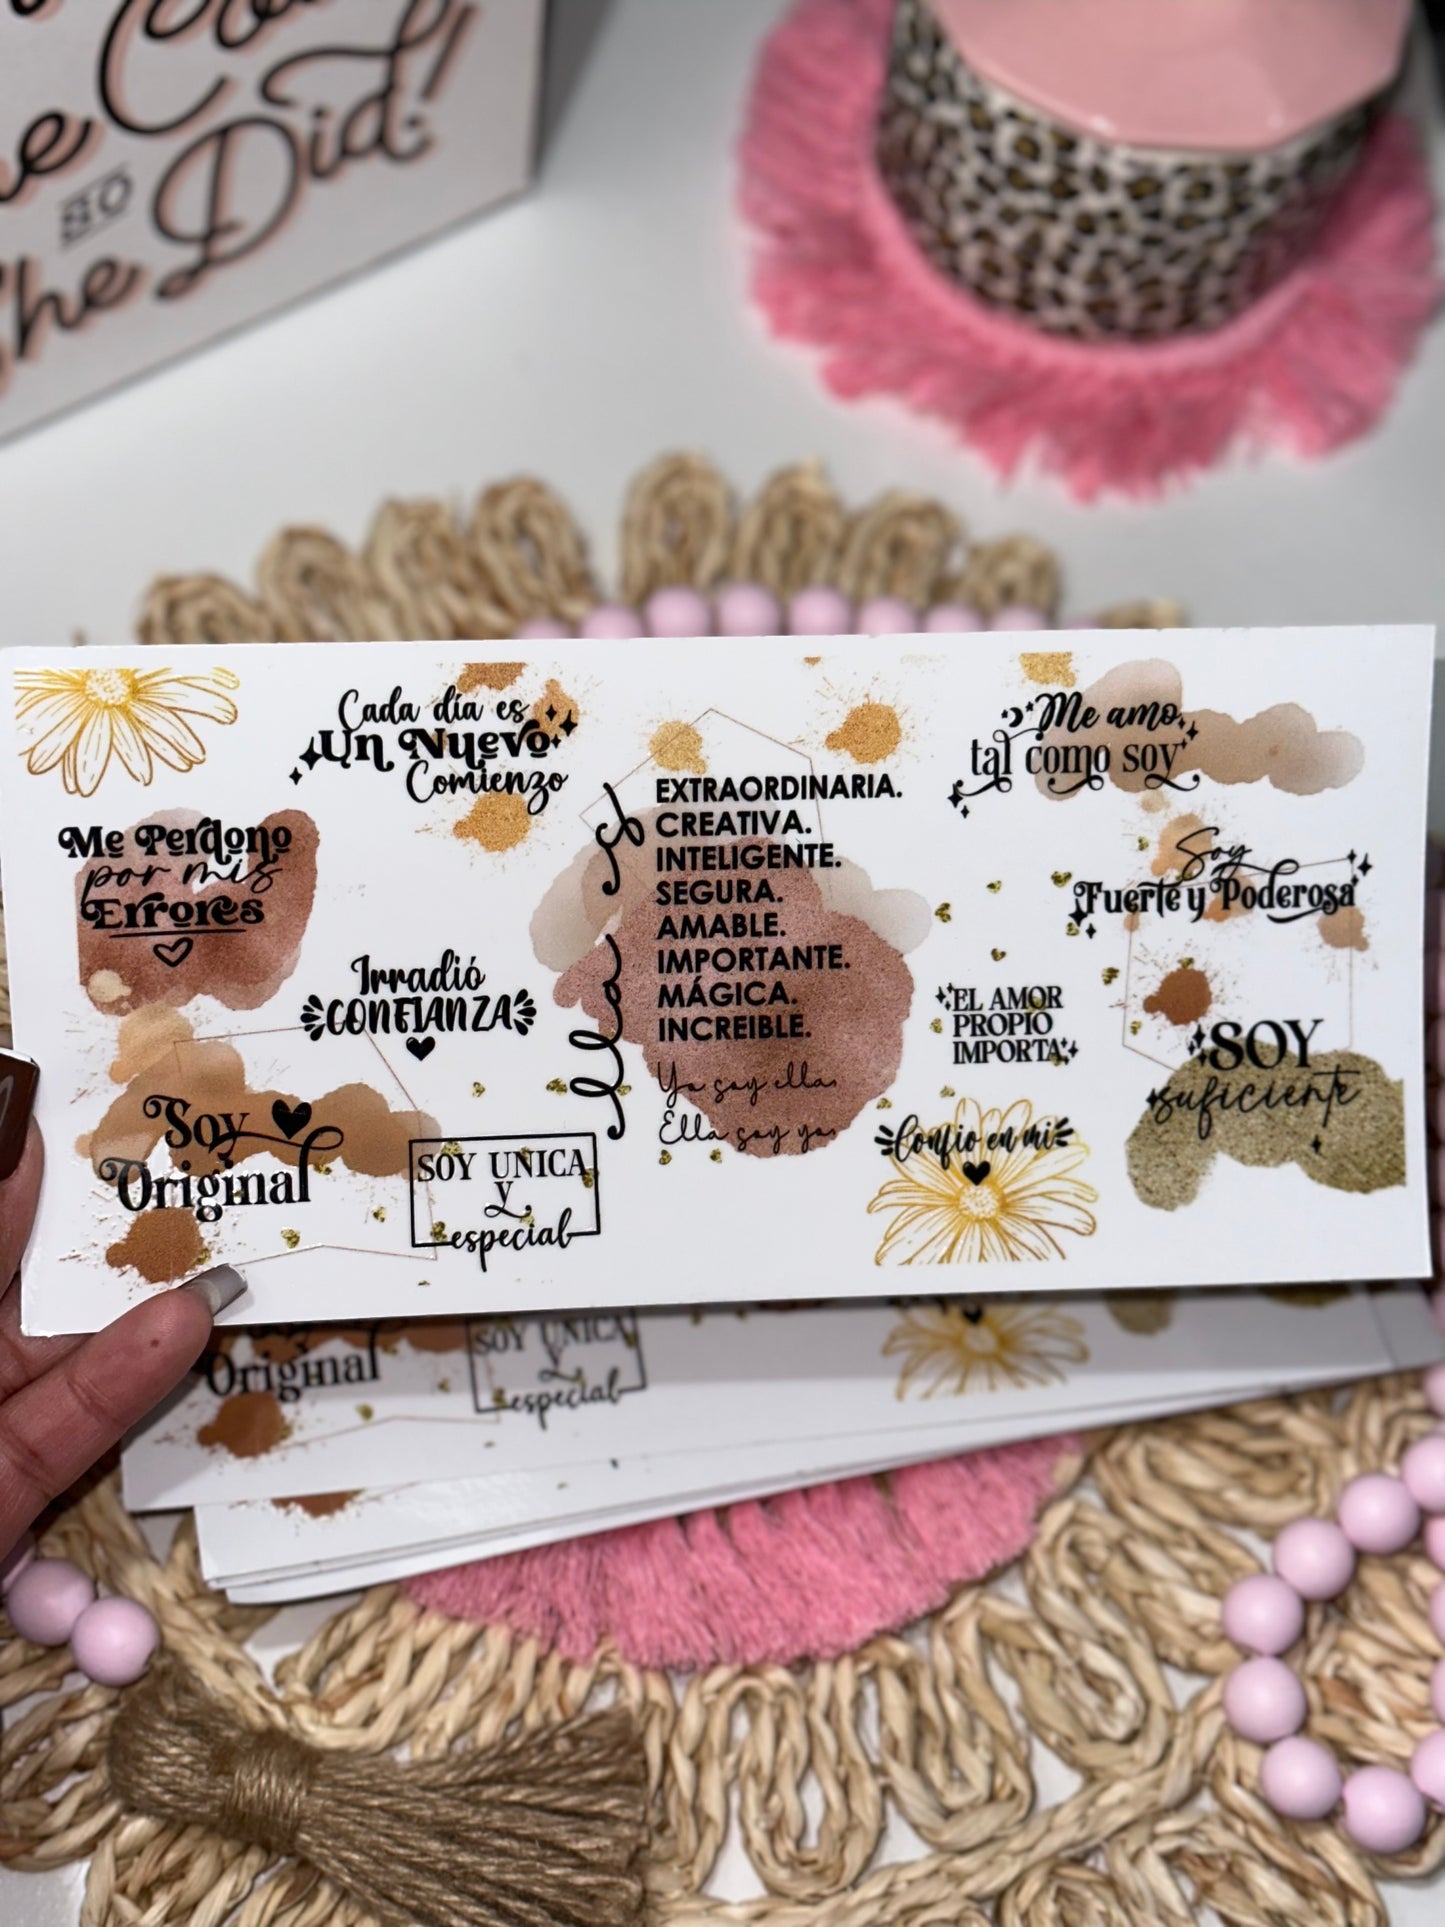 SO
She Did!
Cada día es
Un Nuevo
Comienzo
Me Perdono
por mis
Errores
Irradió
CONFIANZA
Soy
Original
SOY UNICA
y
especial
Ella es
EXTRAORDINARIA.
CREATIVA.
INTELIGENTE.
SEGURA.
AMABLE.
IMPORTANTE.
MÁGICA.
INCREIBLE.
Yo soy ella,
Ella soy yo,
Me amo
tal como soy
Soy
Fuerte y Poderosa
EL AMOR
PROPIO
IMPORTA
SOY
suficiente
Confio en mi
Original
SOY UNICA
y
especial